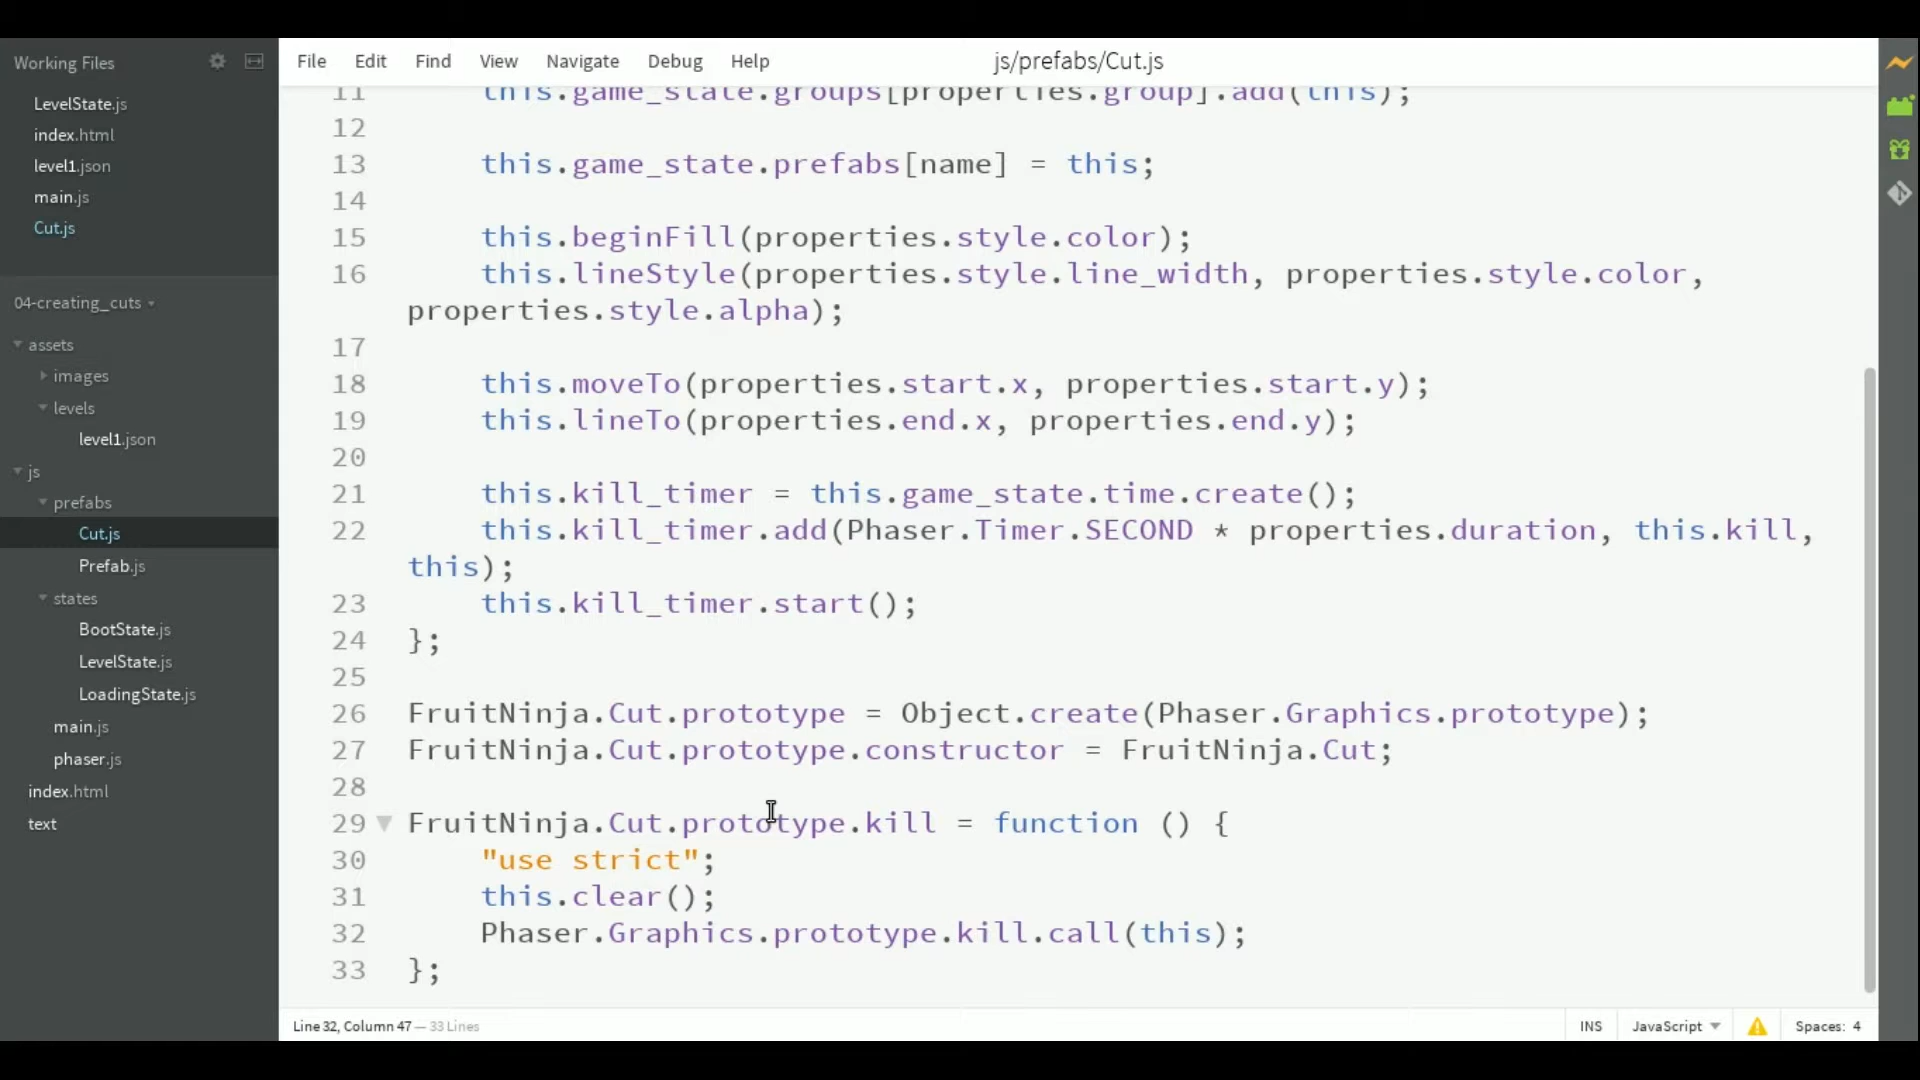 Working Files
LevelState.js
index.html
level1.json
main.js
Cut.js
04-creating_cuts
assets
images
levels
level1.json
js
prefabs
Cut.js
Prefab.js
states
BootState.js
LevelState.js
LoadingState.js
main.js
phaser.js
index.html
text
File Edit Find View Navigate Debug Help
js/prefabs/Cut.js
11 this.game_state.groups[properties.group].add(this);
12
13 this.game_state.prefabs[name] = this;
14
15 this.beginFill(properties.style.color);
16 this.lineStyle(properties.style.line_width, properties.style.color,
properties.style.alpha);
17
18 this.moveTo(properties.start.x, properties.start.y);
19 this.lineTo(properties.end.x, properties.end.y);
20
21 this.kill_timer = this.game_state.time.create();
22 this.kill_timer.add(Phaser.Timer.SECOND * properties.duration, this.kill,
this);
23 this.kill_timer.start();
24 };
25
26 FruitNinja.Cut.prototype = Object.create(Phaser.Graphics.prototype);
27 FruitNinja.Cut.prototype.constructor = FruitNinja.Cut;
28
29 FruitNinja.Cut.prototype.kill = function () {
30 "use strict";
31 this.clear();
32 Phaser.Graphics.prototype.kill.call(this);
33 };
Line 32, Column 47 — 33 Lines
INS JavaScript Spaces: 4